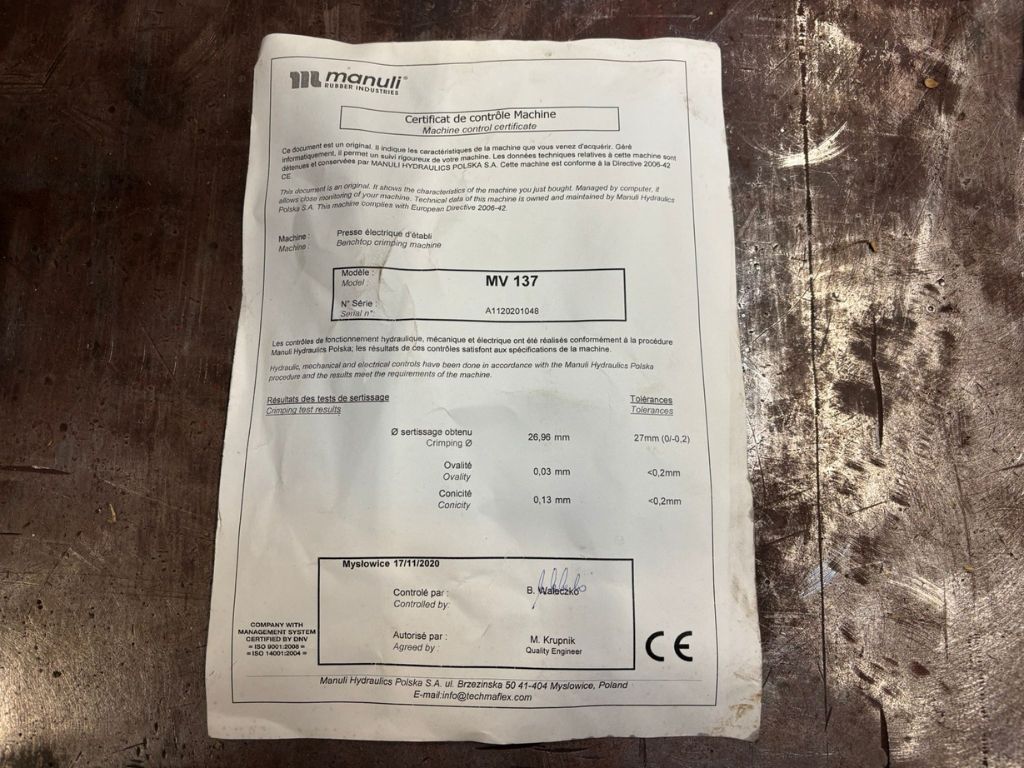 manuli®
RUBBER INDUSTRIES
Certificat de contrôle Machine
Machine control certificate
Ce document est un original. Il indique les caractéristiques de la machine que vous venez d'acquérir. Géré
informatiquement, il permet un suivi rigoureux de votre machine. Les données techniques relatives à cette machine sont
détenues et conservées par MANULI HYDRAULICS POLSKA S.A. Cette machine est conforme à la Directive 2006-42
CE.
This document is an original. It shows the characteristics of the machine you just bought. Managed by computer, it
allows close monitoring of your machine. Technical data of this machine is owned and maintained by Manuli Hydraulics
Polska S.A. This machine complies with European Directive 2006-42.
Machine : Presse électrique d'établi
Machine : Benchtop crimping machine
Modèle : MV 137
Model :
N° Série : A1120201048
Serial n° :
Les contrôles de fonctionnement hydraulique, mécanique et électrique ont été réalisés conformément à la procédure
Manuli Hydraulics Polska; les résultats de ces contrôles satisfont aux spécifications de la machine.
Hydraulic, mechanical and electrical controls have been done in accordance with the Manuli Hydraulics Polska
procedure and the results meet the requirements of the machine.
Résultats des tests de sertissage Tolérances
Crimping test results Tolerances
Ø sertissage obtenu 26,96 mm 27mm (0/-0,2)
Crimping Ø
Ovalité 0,03 mm <0,2mm
Ovality
Conicité 0,13 mm <0,2mm
Conicity
Mysłowice 17/11/2020
Controlé par : B. Waleczko
Controlled by:
Autorisé par : M. Krupnik
Agreed by : Quality Engineer
COMPANY WITH
MANAGEMENT SYSTEM
CERTIFIED BY DNV
= ISO 9001:2008 =
= ISO 14001:2004 =
CE
Manuli Hydraulics Polska S.A. ul. Brzezinska 50 41-404 Myslowice, Poland
E-mail:info@techmaflex.com